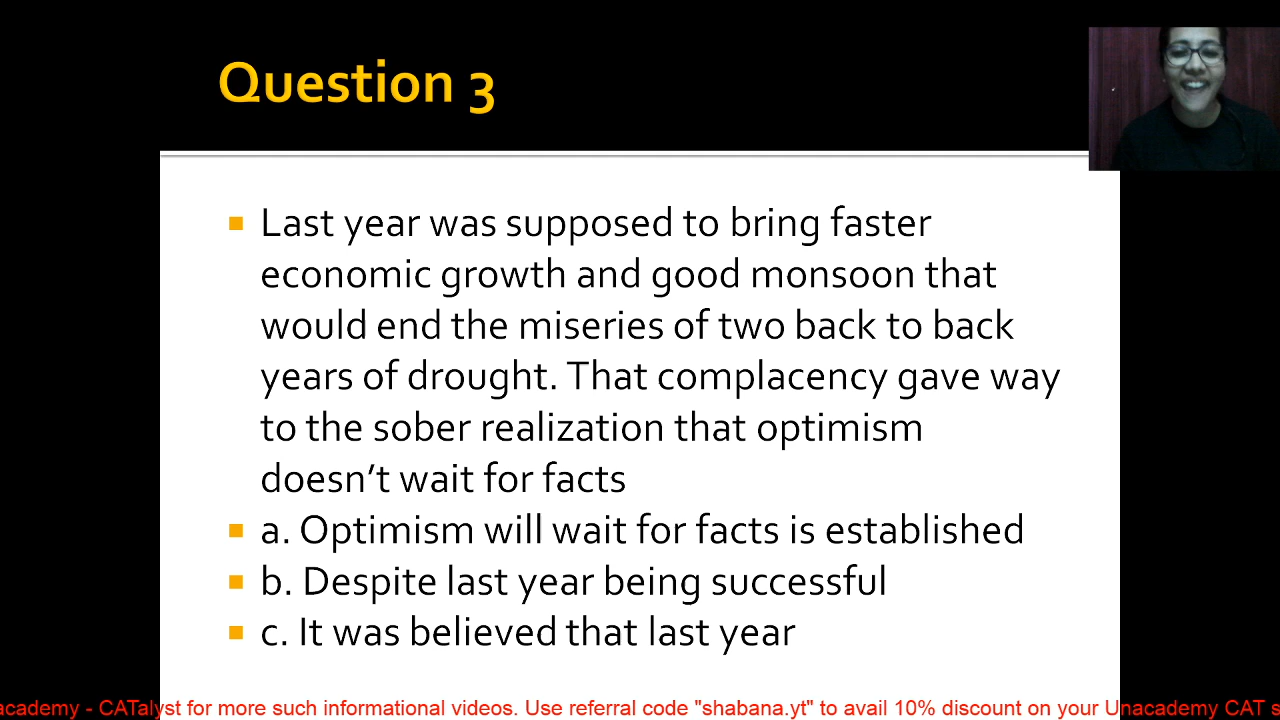 Question 3
Last year was supposed to bring faster
economic growth and good monsoon that
would end the miseries of two back to back
years of drought. That complacency gave way
to the sober realization that optimism
doesn't wait for facts
a. Optimism will wait for facts is established
b. Despite last year being successful
c. It was believed that last year
academy - CATalyst for more such informational videos. Use referral code "shabana.yt" to avail 10% discount on your Unacademy CAT s